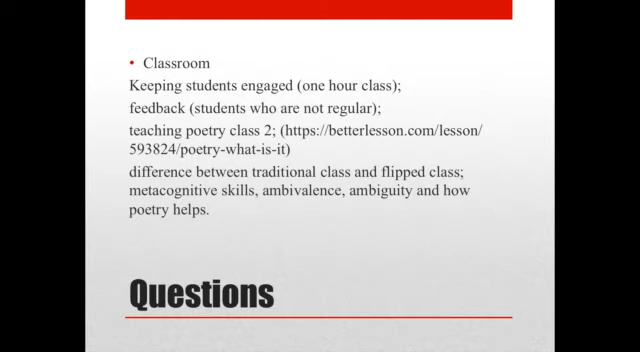 • Classroom
Keeping students engaged (one hour class);
feedback (students who are not regular);
teaching poetry class 2; (https://betterlesson.com/lesson/
593824/poetry-what-is-it)
difference between traditional class and flipped class;
metacognitive skills, ambivalence, ambiguity and how
poetry helps.
Questions